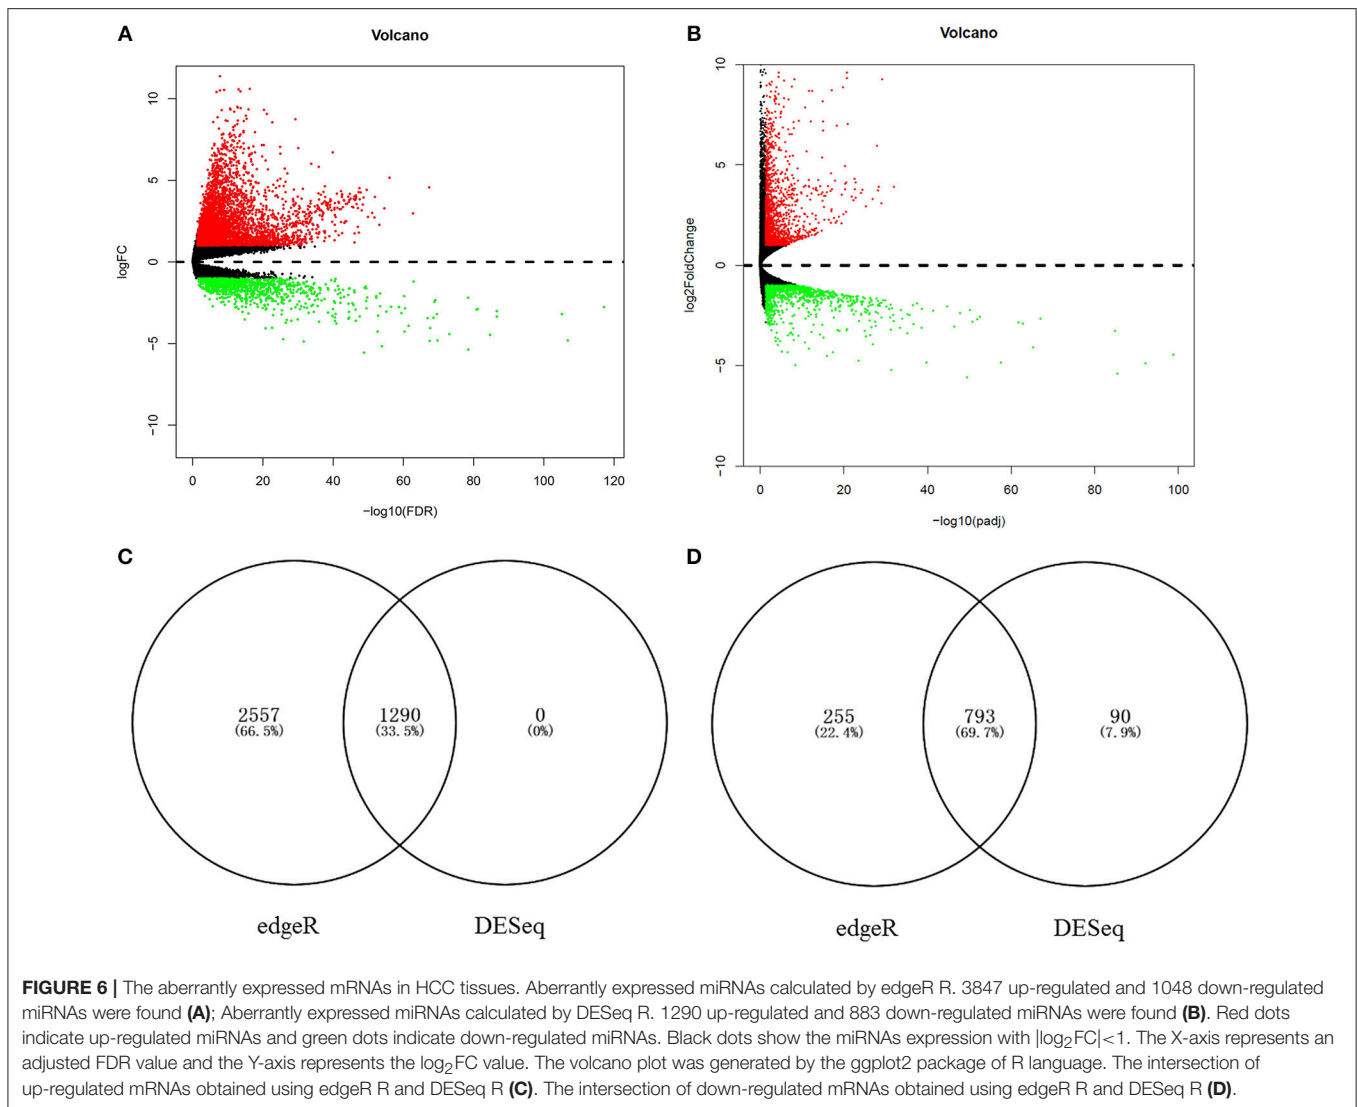 A
Volcano
10
5
0
−5
−10
logFC
0 20 40 60 80 100 120
−log10(FDR)
B
Volcano
10
5
0
−5
−10
log2FoldChange
0 20 40 60 80 100
−log10(padj)
C
2557 1290 0
(66.5%) (33.5%) (0%)
edgeR DESeq
D
255 793 90
(22.4%) (69.7%) (7.9%)
edgeR DESeq
FIGURE 6 | The aberrantly expressed mRNAs in HCC tissues. Aberrantly expressed miRNAs calculated by edgeR R. 3847 up-regulated and 1048 down-regulated
miRNAs were found (A); Aberrantly expressed miRNAs calculated by DESeq R. 1290 up-regulated and 883 down-regulated miRNAs were found (B). Red dots
indicate up-regulated miRNAs and green dots indicate down-regulated miRNAs. Black dots show the miRNAs expression with |log2FC|<1. The X-axis represents an
adjusted FDR value and the Y-axis represents the log2FC value. The volcano plot was generated by the ggplot2 package of R language. The intersection of
up-regulated mRNAs obtained using edgeR R and DESeq R (C). The intersection of down-regulated mRNAs obtained using edgeR R and DESeq R (D).